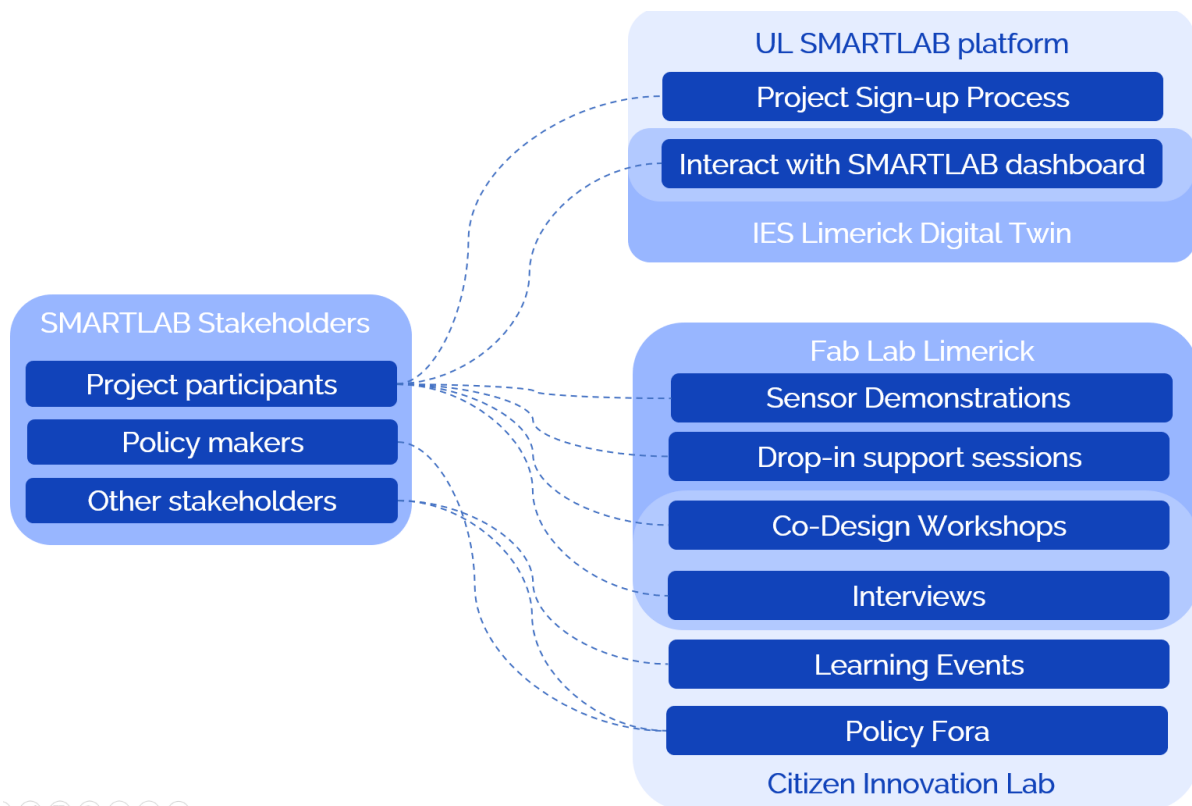 UL SMARTLAB platform
Project Sign-up Process
Interact with SMARTLAB dashboard
IES Limerick Digital Twin
SMARTLAB Stakeholders
Project participants
Policy makers
Other stakeholders
Fab Lab Limerick
Sensor Demonstrations
Drop-in support sessions
Co-Design Workshops
Interviews
Learning Events
Policy Fora
Citizen Innovation Lab